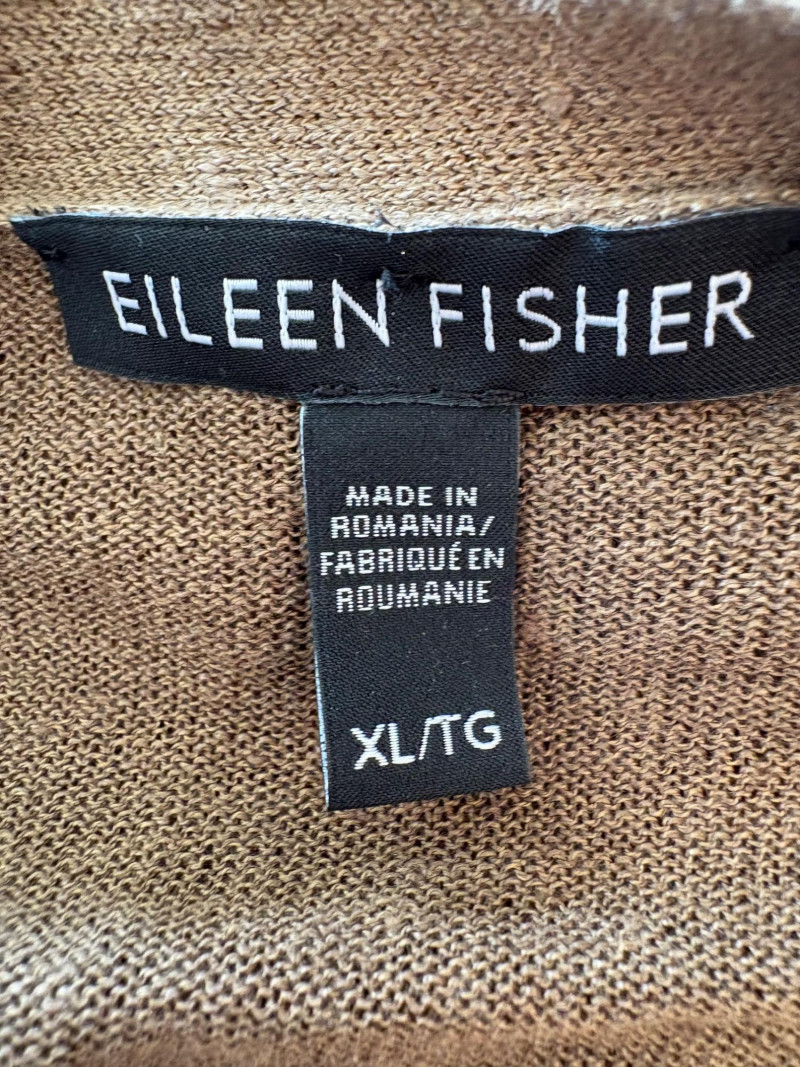 EILEEN FISHER
MADE IN
ROMANIA/
FABRIQUÉ EN
ROUMANIE
XL/TG